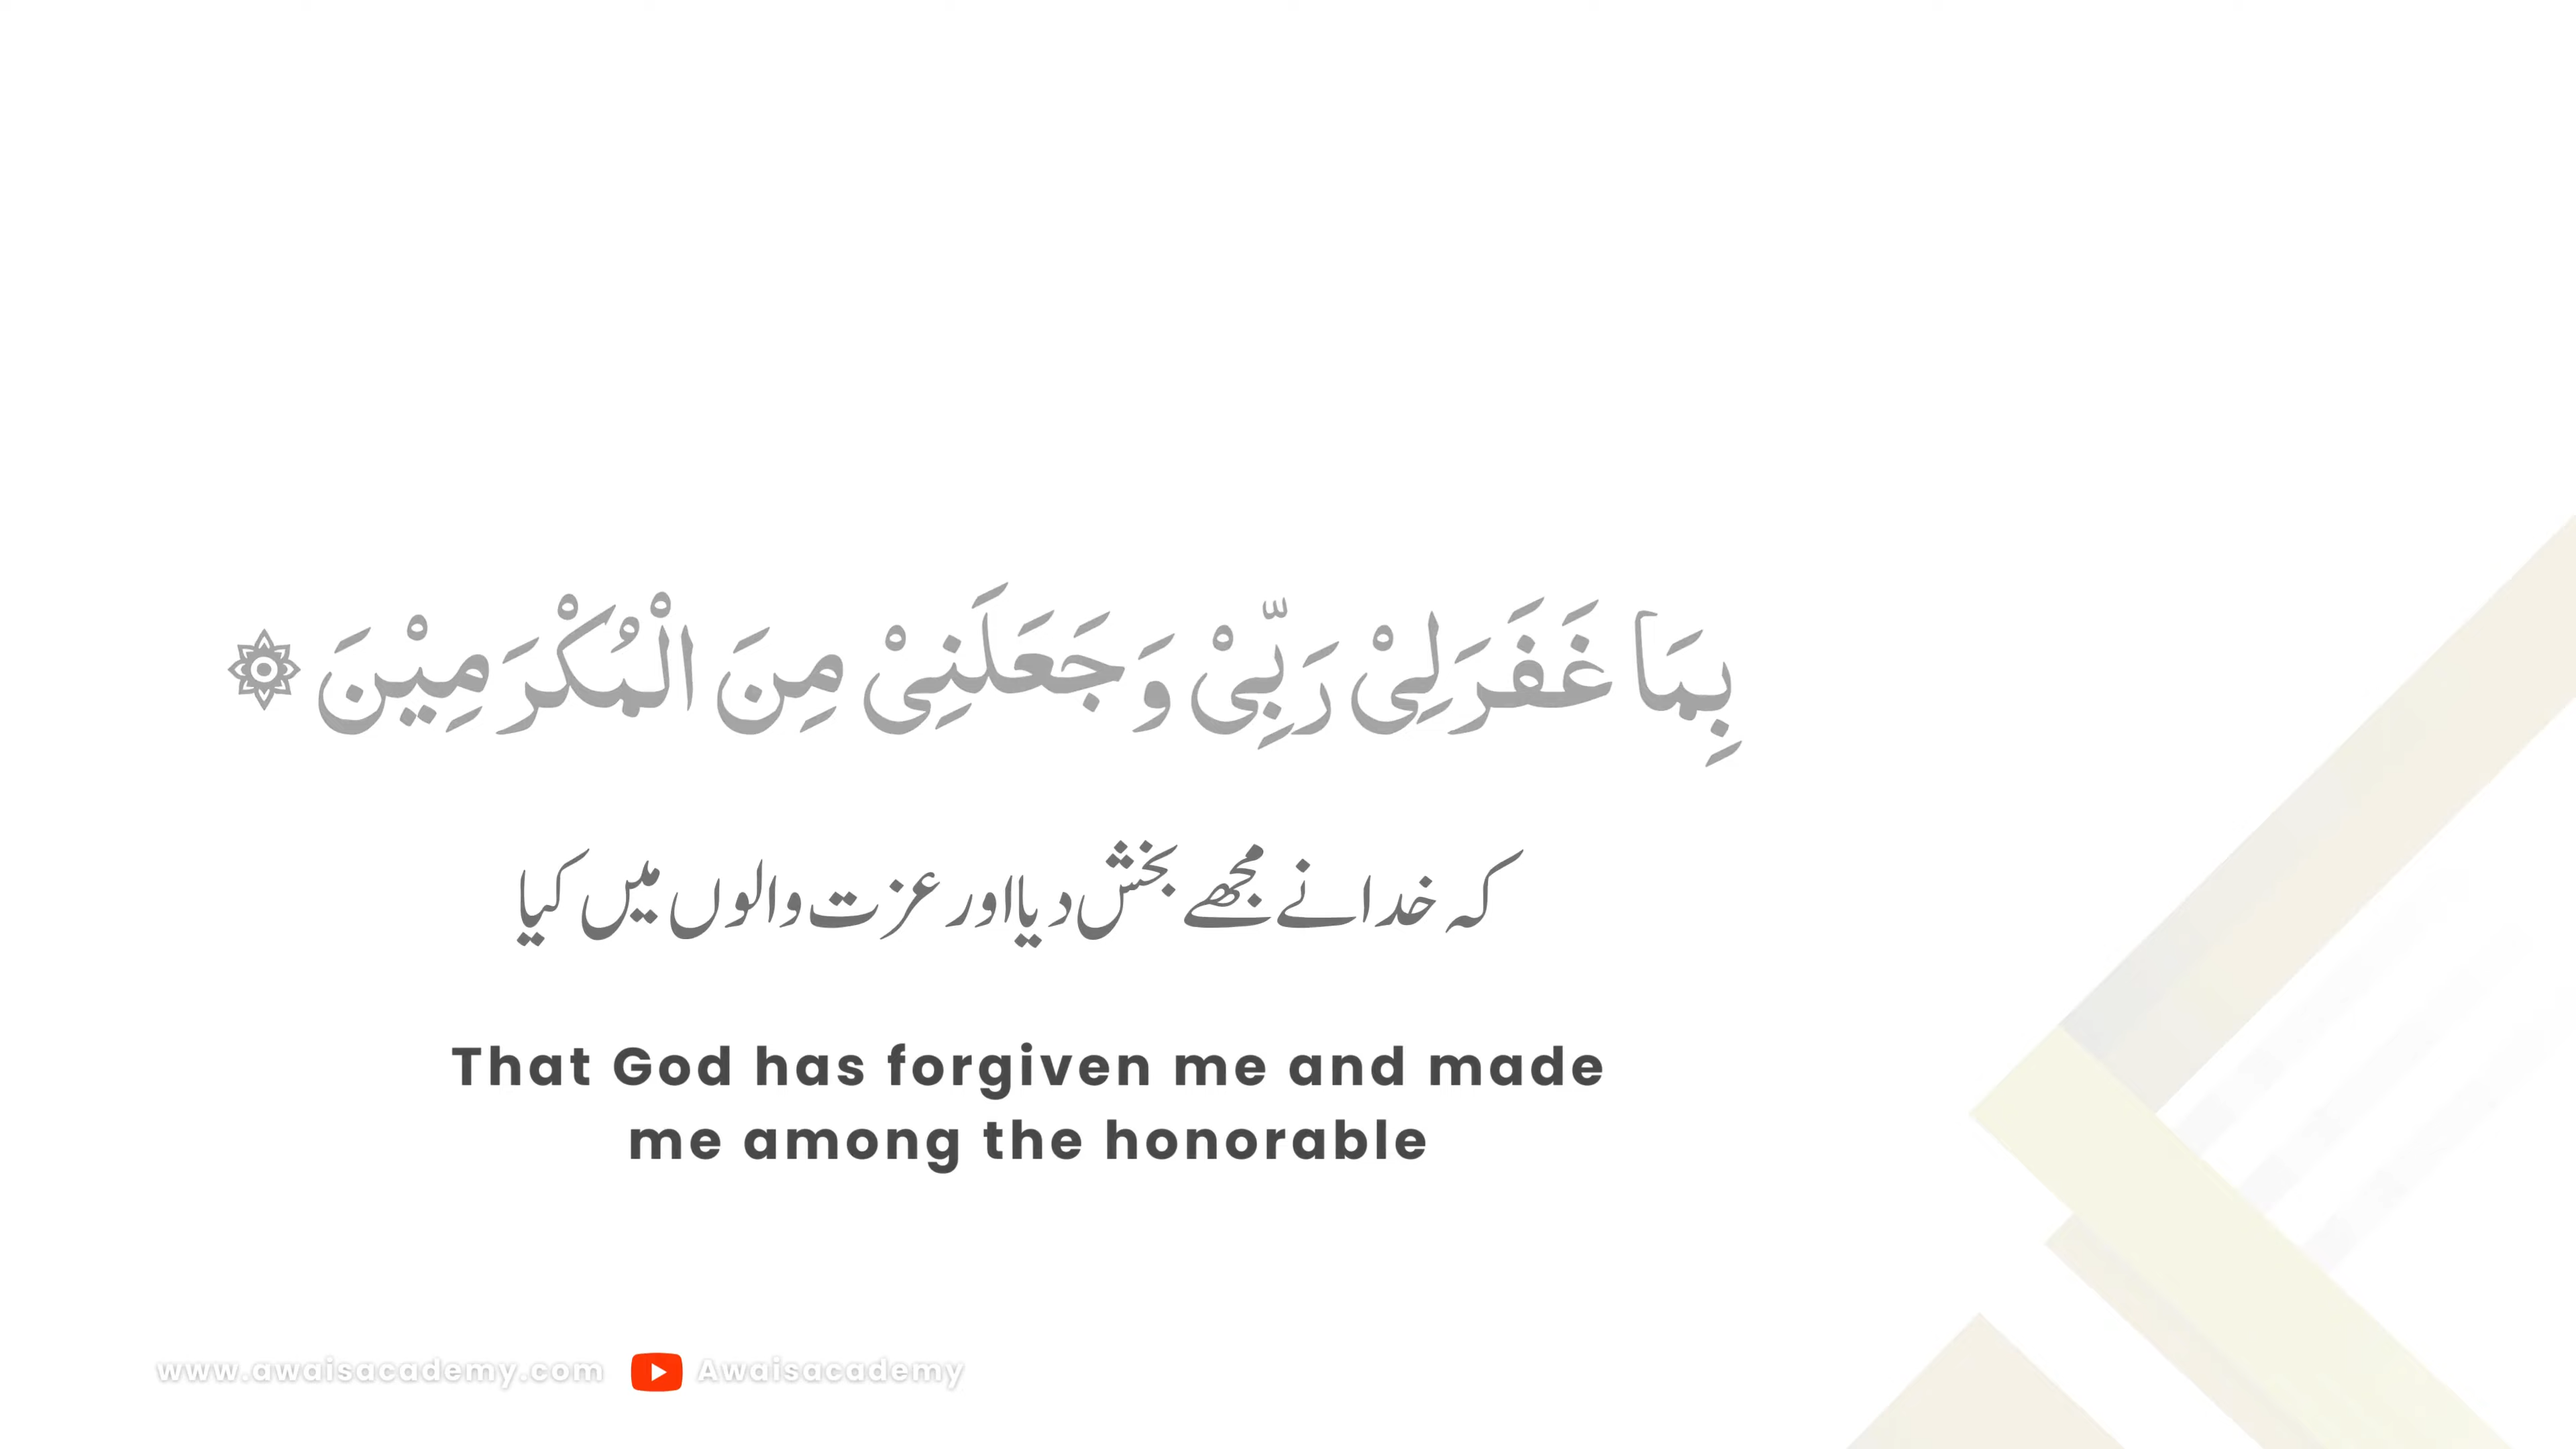 بِمَا غَفَرَ لِیْ رَبِّیْ وَ جَعَلَنِیْ مِنَ الْمُكْرَمِیْنَ ۞
کہ خدا نے مجھے بخش دیا اور عزت والوں میں کیا
That God has forgiven me and made
me among the honorable
www.awaisacademy.com Awaisacademy